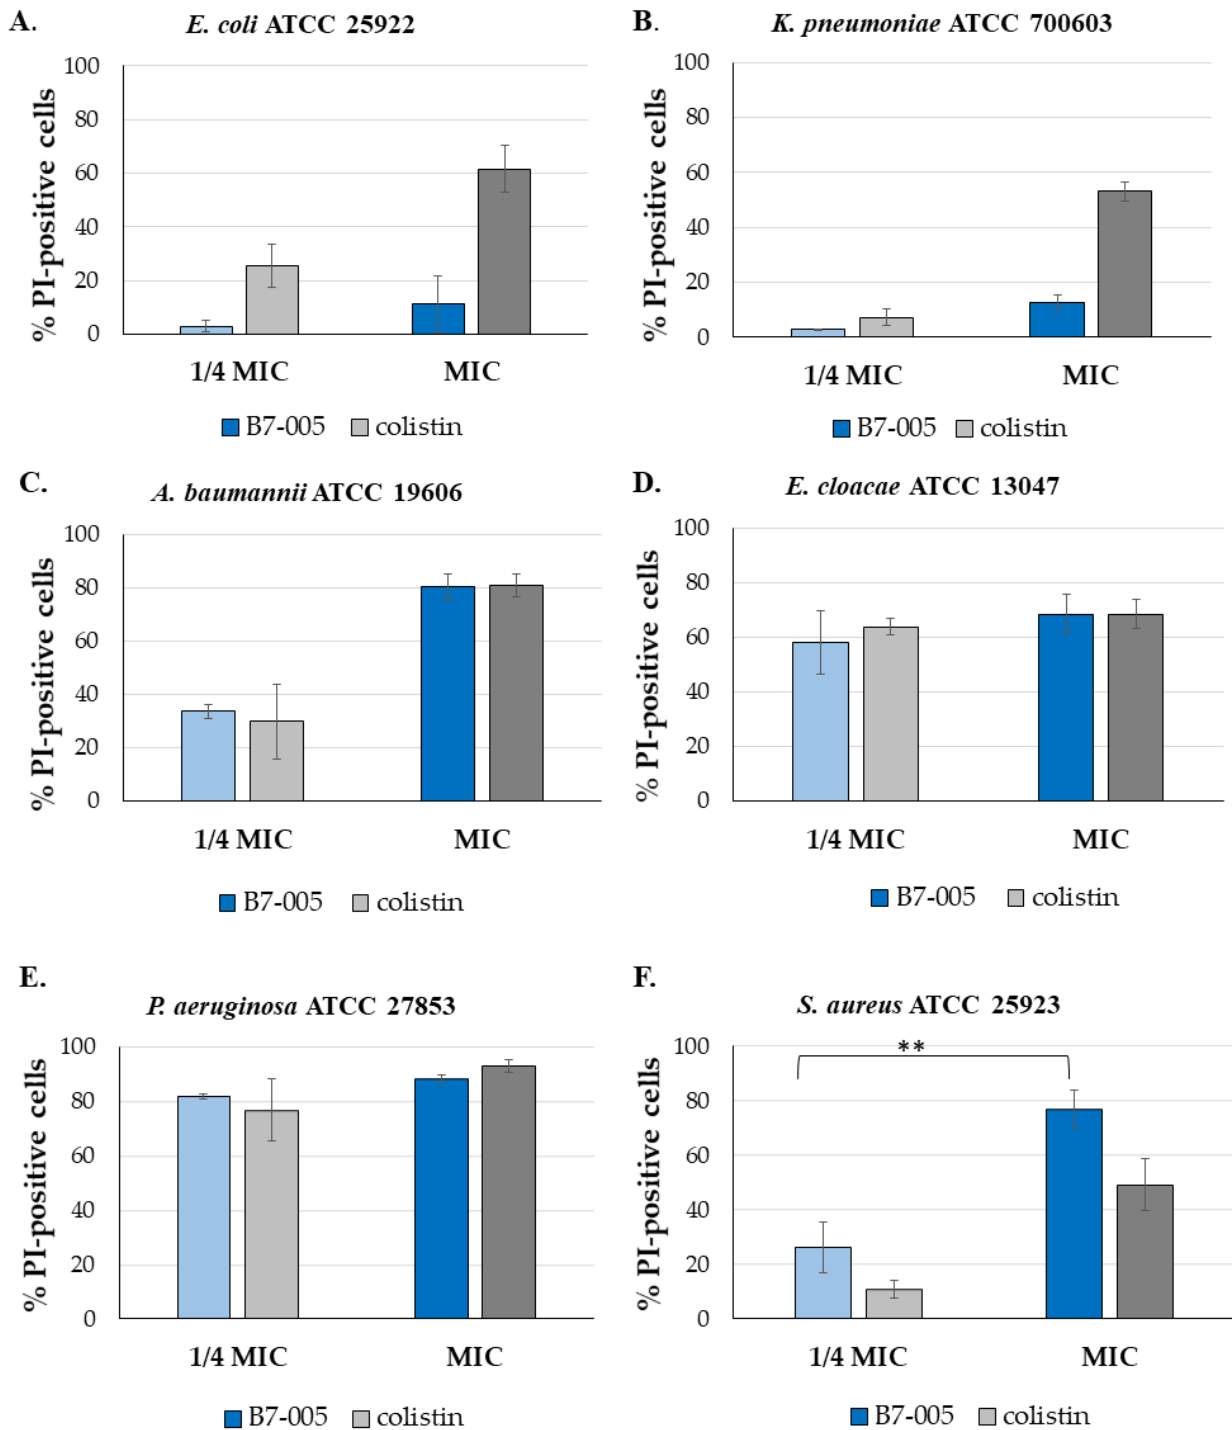 A.
E. coli ATCC 25922
% PI-positive cells
100
80
60
40
20
0
1/4 MIC MIC
B7-005 colistin
B.
K. pneumoniae ATCC 700603
% PI-positive cells
100
80
60
40
20
0
1/4 MIC MIC
B7-005 colistin
C.
A. baumannii ATCC 19606
% PI-positive cells
100
80
60
40
20
0
1/4 MIC MIC
B7-005 colistin
D.
E. cloacae ATCC 13047
% PI-positive cells
100
80
60
40
20
0
1/4 MIC MIC
B7-005 colistin
E.
P. aeruginosa ATCC 27853
% PI-positive cells
100
80
60
40
20
0
1/4 MIC MIC
B7-005 colistin
F.
S. aureus ATCC 25923
% PI-positive cells
100
80
60
40
20
0
**
1/4 MIC MIC
B7-005 colistin